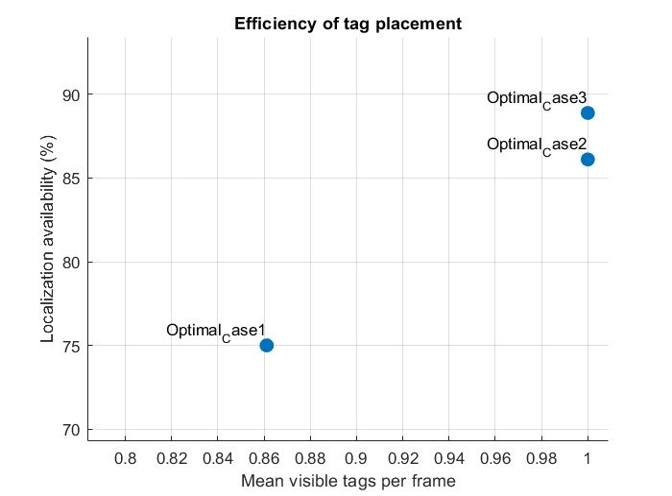 Efficiency of tag placement
Localization availability (%)
90
85
80
75
70
Optimal_Case3
Optimal_Case2
Optimal_Case1
0.8 0.82 0.84 0.86 0.88 0.9 0.92 0.94 0.96 0.98 1
Mean visible tags per frame